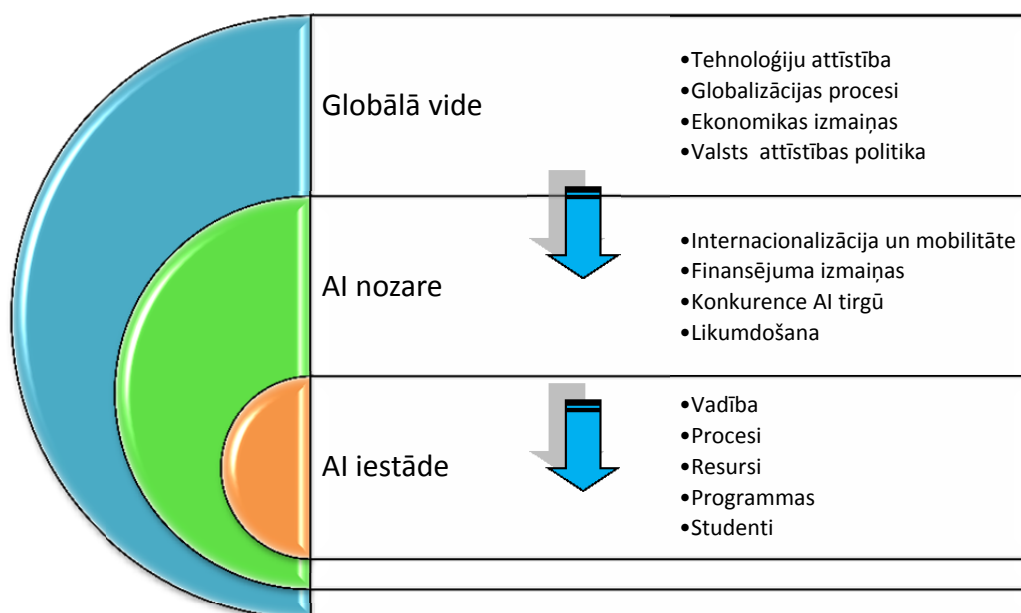 Globālā vide
•Tehnoloģiju attīstība
•Globalizācijas procesi
•Ekonomikas izmaiņas
•Valsts attīstības politika
AI nozare
•Internacionalizācija un mobilitāte
•Finansējuma izmaiņas
•Konkurence AI tirgū
•Likumdošana
AI iestāde
•Vadība
•Procesi
•Resursi
•Programmas
•Studenti